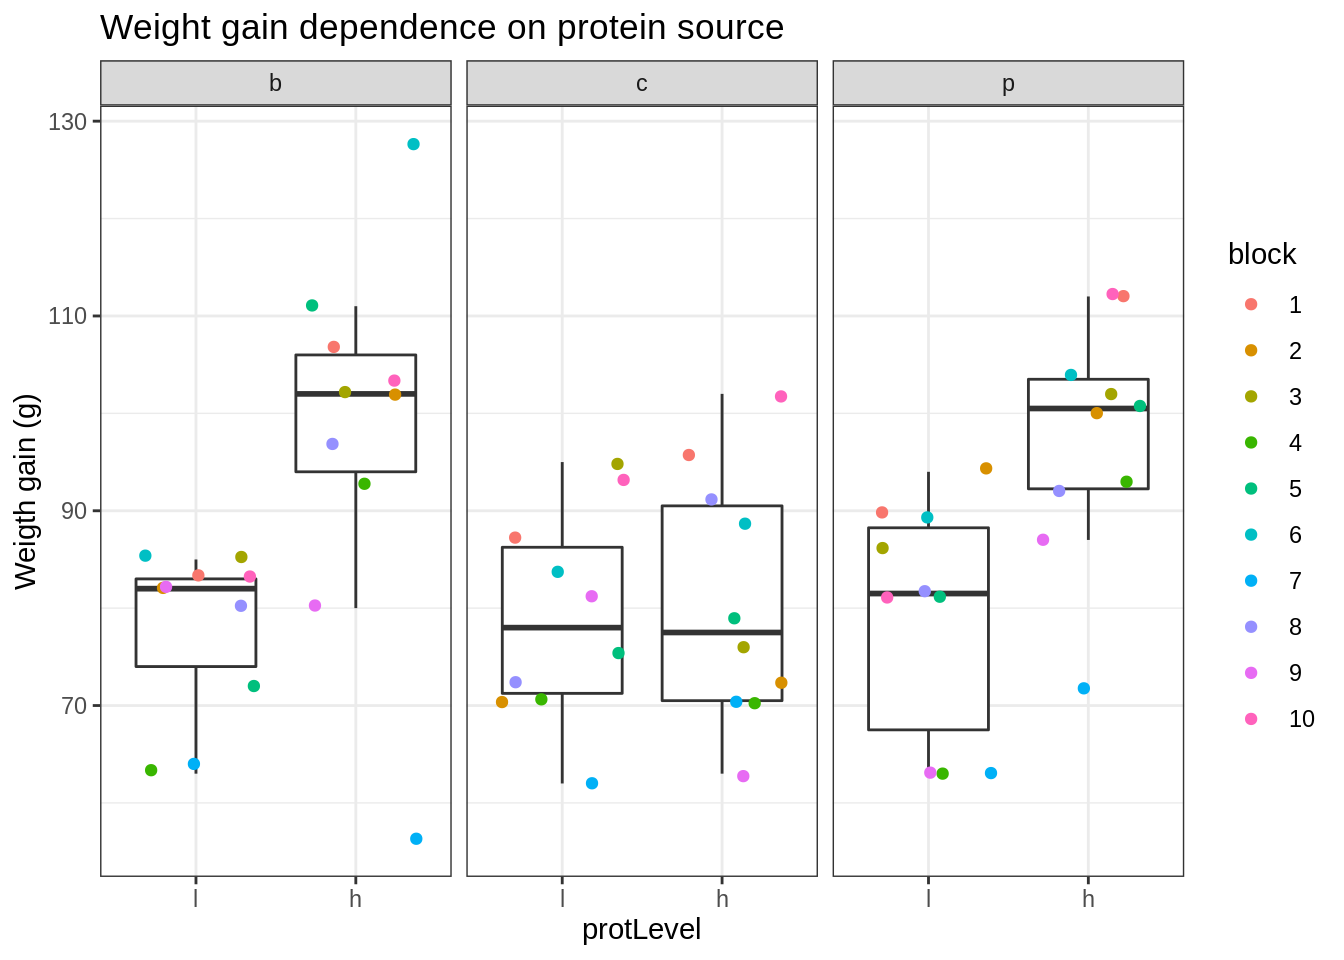 Weight gain dependence on protein source
b
c
p
130
110
90
70
Weigth gain (g)
l
h
l
h
l
h
protLevel
block
1
2
3
4
5
6
7
8
9
10